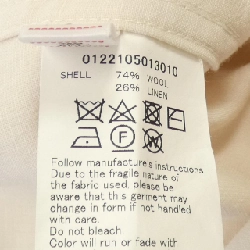 0122105013010
SHELL 74% WOOL
26% LINEN
F W
Follow manufacture's instructions
Due to the fragile nature of
the fabric used, please be
aware that this garment may
change in form if not handled
with care.
Do not bleach.
Color will run or fade with